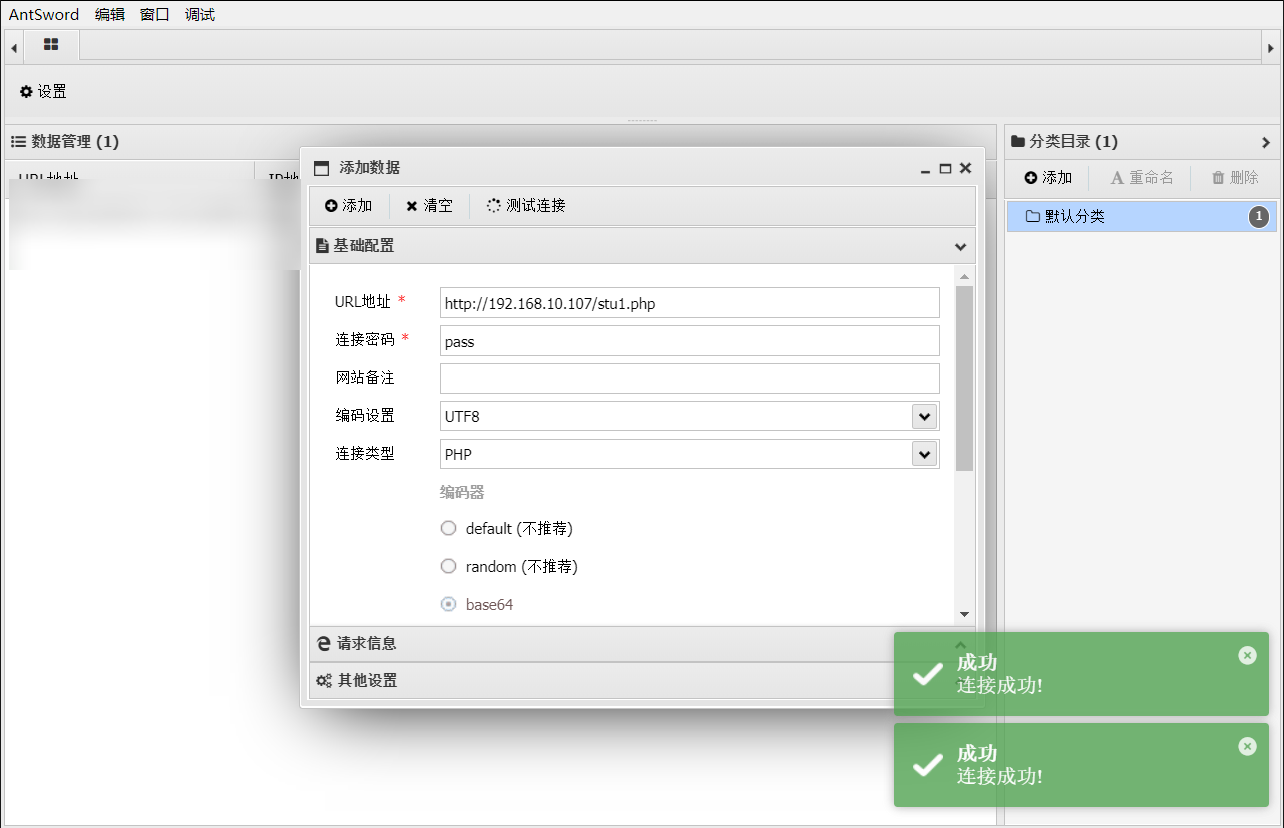 AntSword 编辑 窗口 调试
设置
数据管理 (1)
URL地址 IP地
添加数据
添加 清空 测试连接
基础配置
URL地址 *
http://192.168.10.107/stu1.php
连接密码 *
pass
网站备注
编码设置
UTF8
连接类型
PHP
编码器
default (不推荐)
random (不推荐)
base64
请求信息
其他设置
分类目录 (1)
添加 重命名 删除
默认分类 1
成功
连接成功!
成功
连接成功!